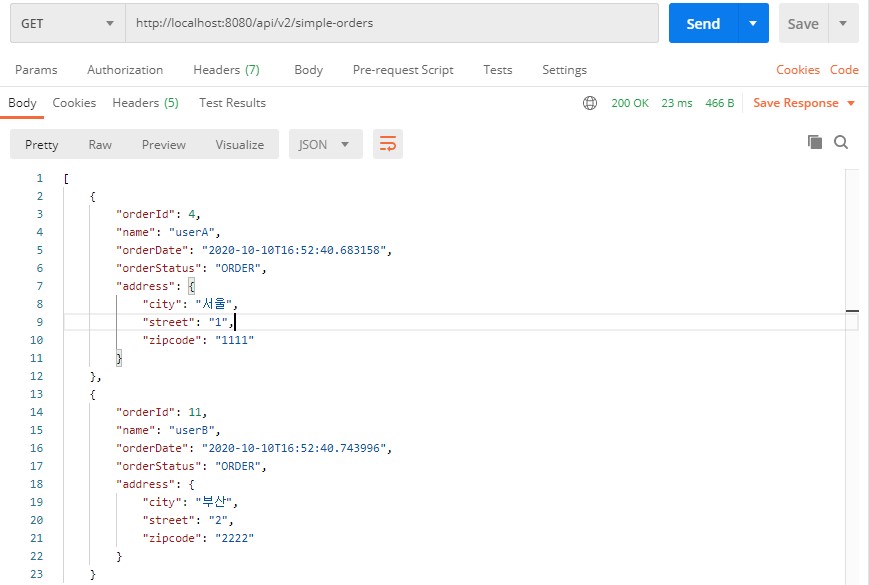 GET http://localhost:8080/api/v2/simple-orders Send Save
Params Authorization Headers (7) Body Pre-request Script Tests Settings Cookies Code
Body Cookies Headers (5) Test Results 200 OK 23 ms 466 B Save Response
Pretty Raw Preview Visualize JSON
1 [
2 {
3 "orderId": 4,
4 "name": "userA",
5 "orderDate": "2020-10-10T16:52:40.683158",
6 "orderStatus": "ORDER",
7 "address": {
8 "city": "서울",
9 "street": "1",
10 "zipcode": "1111"
11 }
12 },
13 {
14 "orderId": 11,
15 "name": "userB",
16 "orderDate": "2020-10-10T16:52:40.743996",
17 "orderStatus": "ORDER",
18 "address": {
19 "city": "부산",
20 "street": "2",
21 "zipcode": "2222"
22 }
23 }